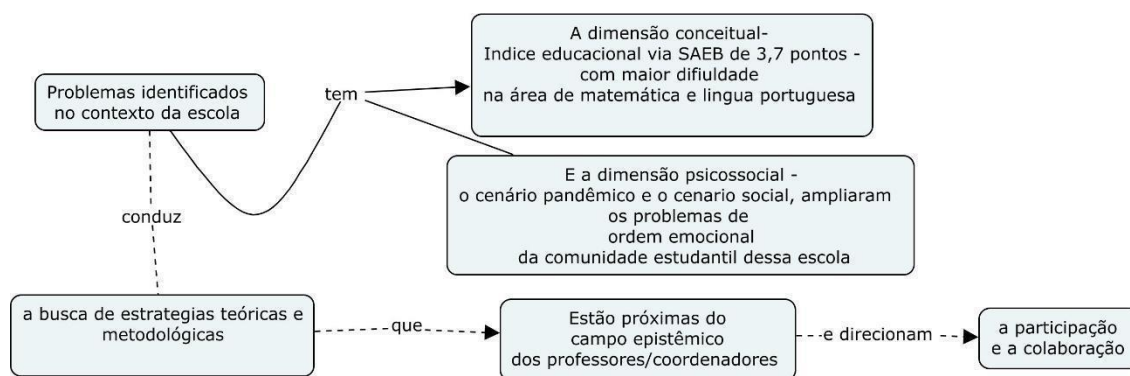 Problemas identificados
no contexto da escola
tem
A dimensão conceitual-
Indice educacional via SAEB de 3,7 pontos -
com maior difiuldade
na área de matemática e lingua portuguesa
E a dimensão psicossocial -
o cenário pandêmico e o cenario social, ampliaram
os problemas de
ordem emocional
da comunidade estudantil dessa escola
conduz
a busca de estrategias teóricas e
metodológicas
que
Estão próximas do
campo epistêmico
dos professores/coordenadores
e direcionam
a participação
e a colaboração